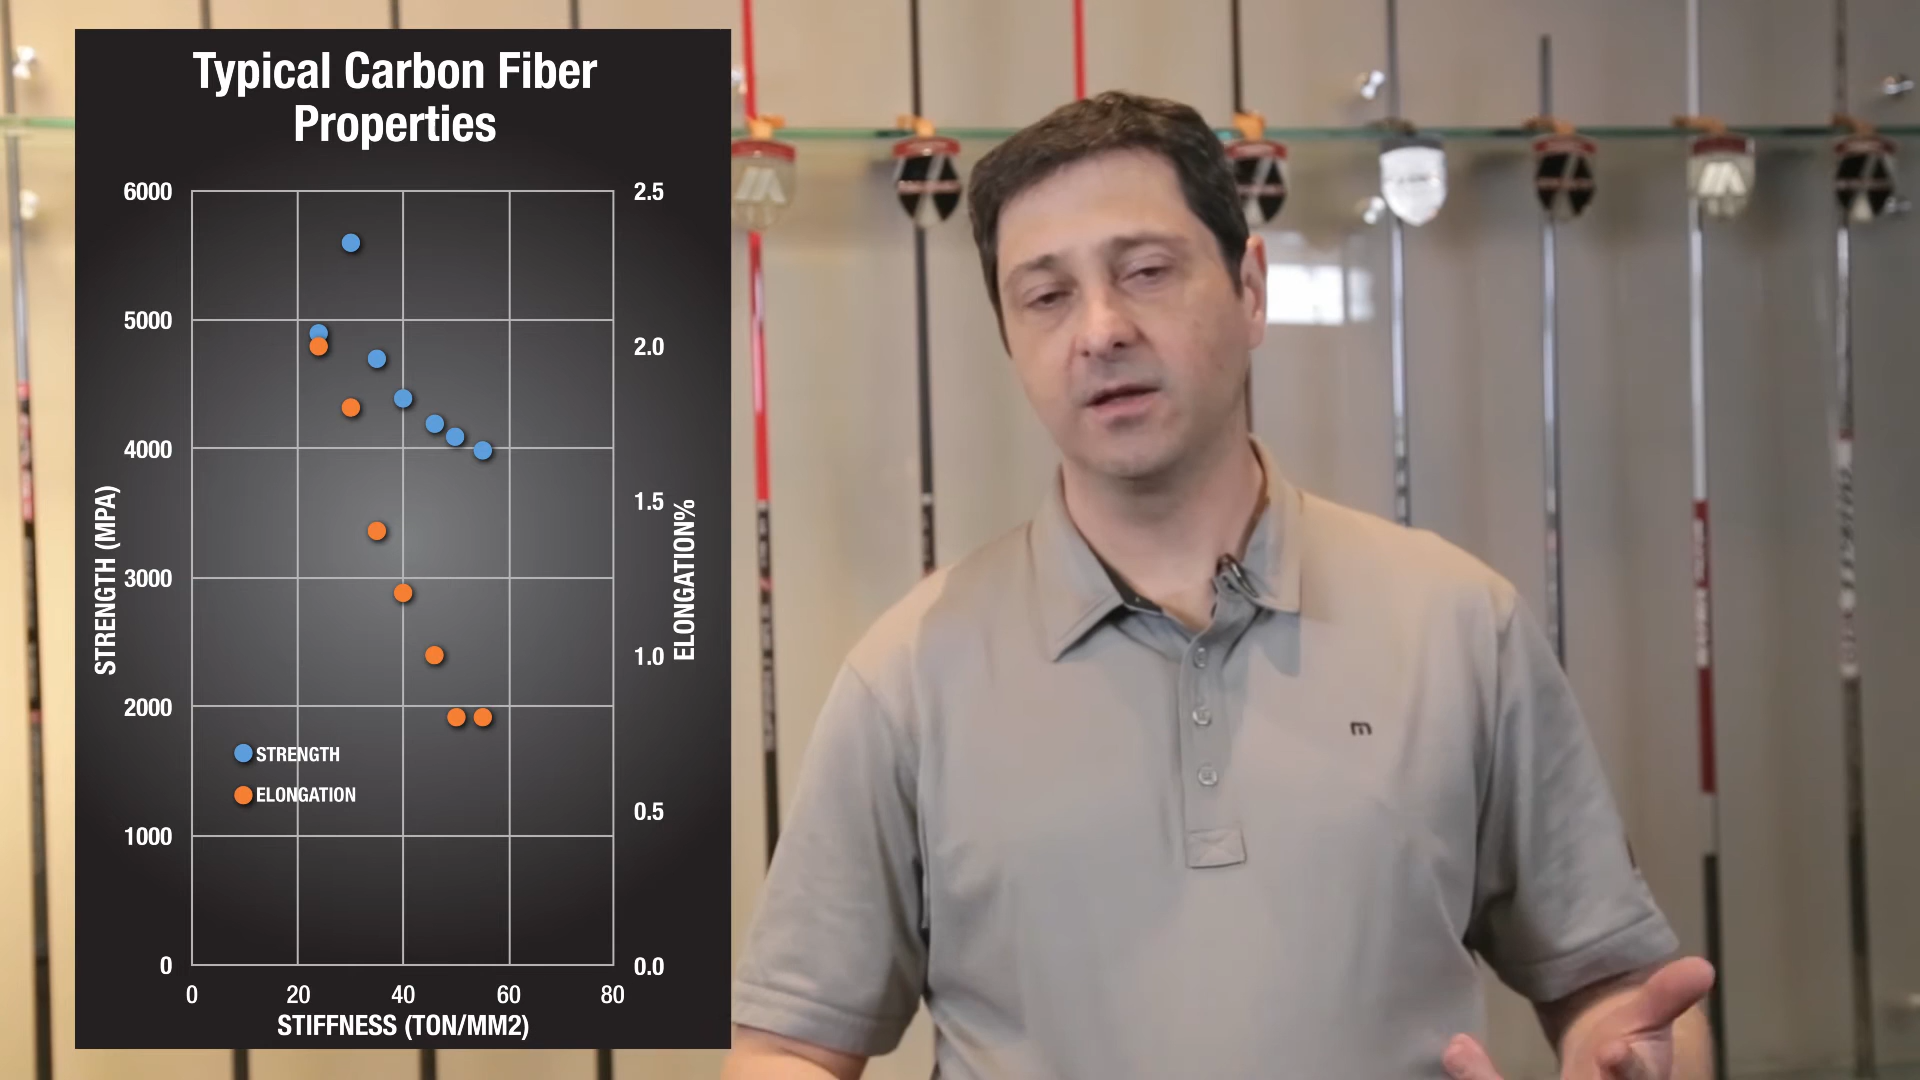 Typical Carbon Fiber
Properties
6000
5000
4000
3000
2000
1000
0
STRENGTH (MPA)
2.5
2.0
1.5
1.0
0.5
0.0
ELONGATION%
STRENGTH
ELONGATION
0 20 40 60 80
STIFFNESS (TON/MM2)
m